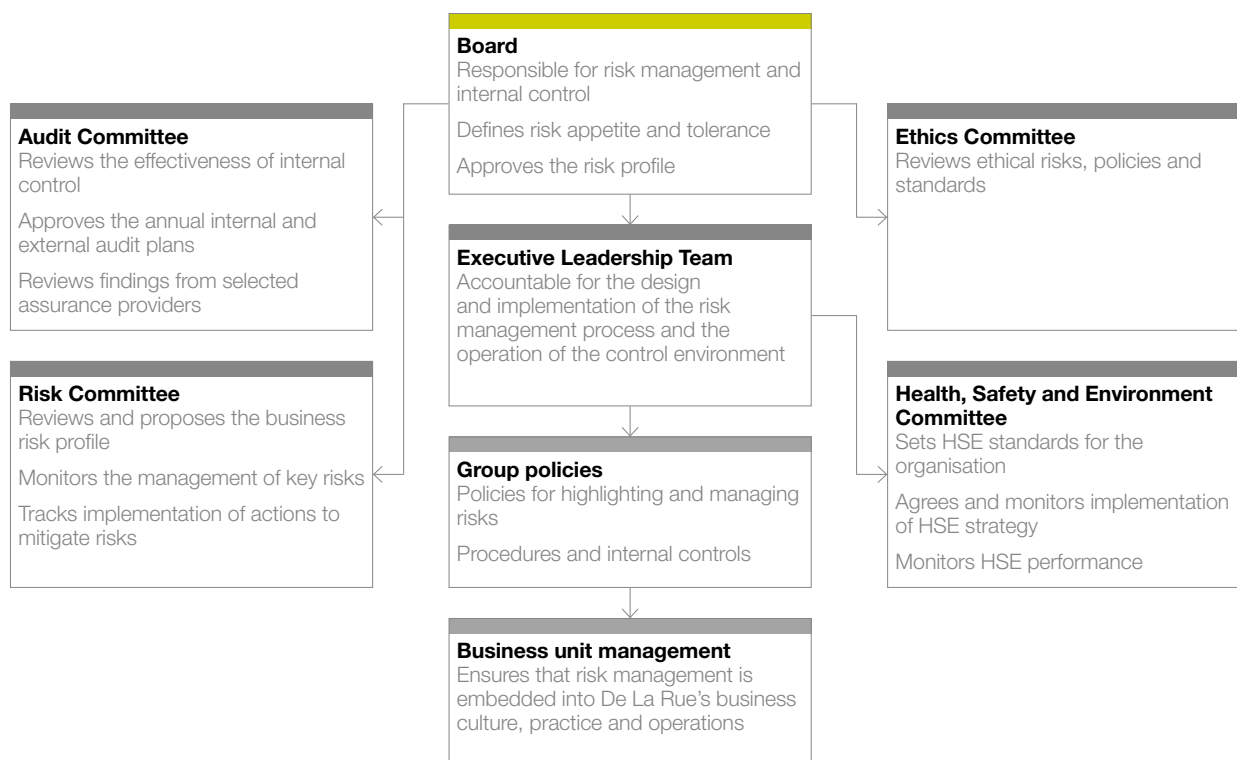 Board
Responsible for risk management and
internal control
Defines risk appetite and tolerance
Approves the risk profile
Audit Committee
Reviews the effectiveness of internal
control
Approves the annual internal and
external audit plans
Reviews findings from selected
assurance providers
Ethics Committee
Reviews ethical risks, policies and
standards
Executive Leadership Team
Accountable for the design
and implementation of the risk
management process and the
operation of the control environment
Risk Committee
Reviews and proposes the business
risk profile
Monitors the management of key risks
Tracks implementation of actions to
mitigate risks
Health, Safety and Environment
Committee
Sets HSE standards for the
organisation
Agrees and monitors implementation
of HSE strategy
Monitors HSE performance
Group policies
Policies for highlighting and managing
risks
Procedures and internal controls
Business unit management
Ensures that risk management is
embedded into De La Rue's business
culture, practice and operations